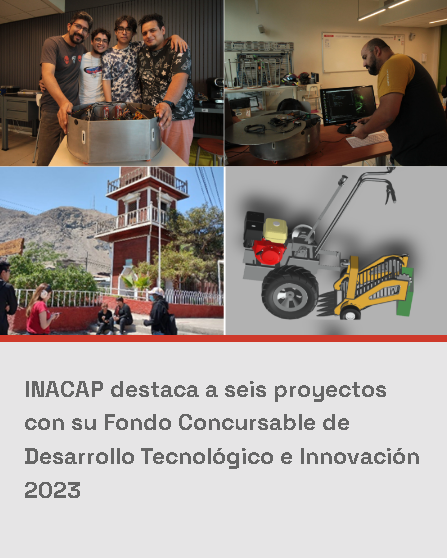 INACAP destaca a seis proyectos
con su Fondo Concursable de
Desarrollo Tecnológico e Innovación
2023